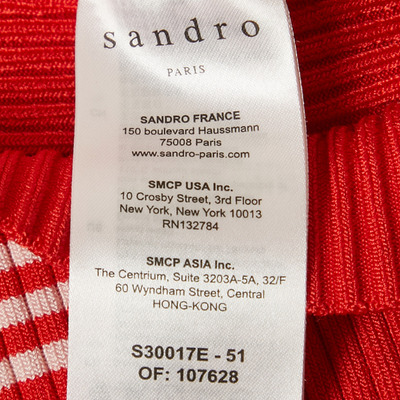 sandro
PARIS
SANDRO FRANCE
150 boulevard Haussmann
75008 Paris
www.sandro-paris.com
SMCP USA Inc.
10 Crosby Street, 3rd Floor
New York, New York 10013
RN132784
SMCP ASIA Inc.
The Centrium, Suite 3203A-5A, 32/F
60 Wyndham Street, Central
HONG-KONG
S30017E - 51
OF: 107628